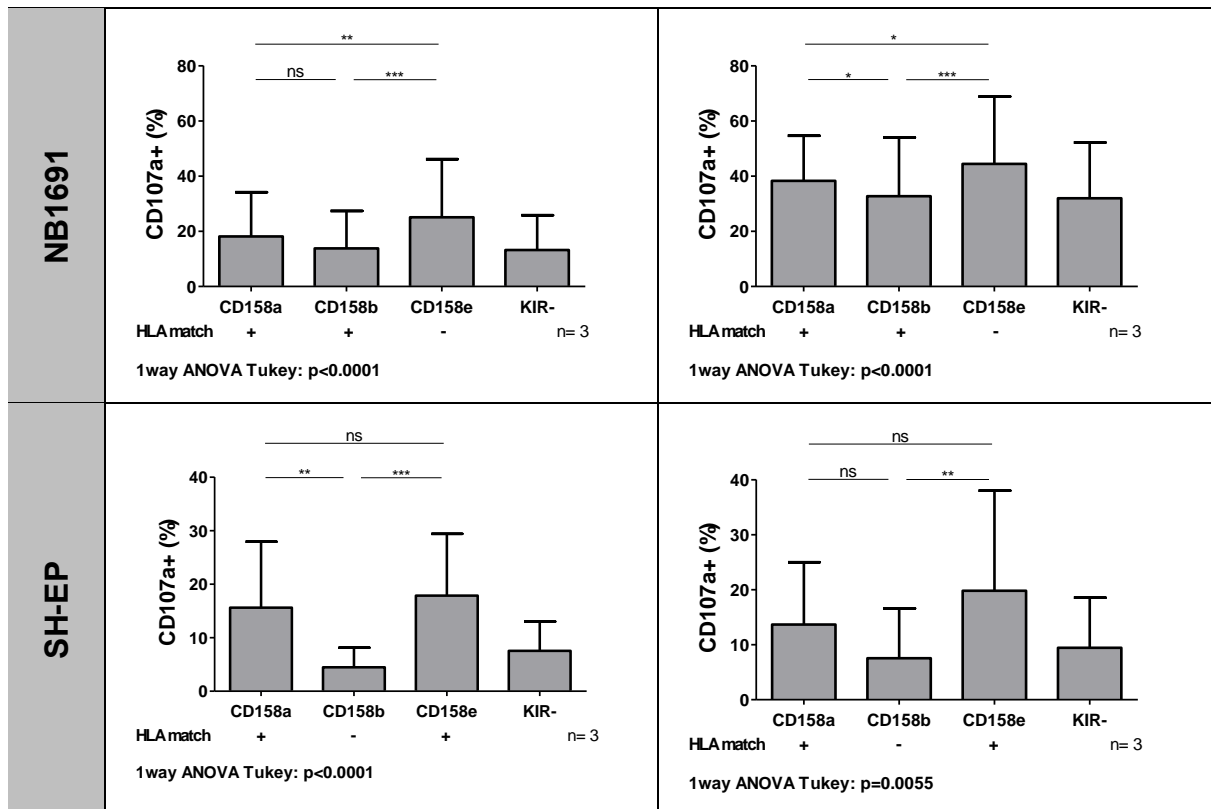 NB1691
CD107a+ (%)
80
60
40
20
0
**
ns
***
CD158a CD158b CD158e KIR-
HLA match + + - n= 3
1way ANOVA Tukey: p<0.0001
CD107a+ (%)
80
60
40
20
0
*
*
***
CD158a CD158b CD158e KIR-
HLA match + + - n= 3
1way ANOVA Tukey: p<0.0001
SH-EP
CD107a+ (%)
40
30
20
10
0
ns
**
***
CD158a CD158b CD158e KIR-
HLA match + - + n= 3
1way ANOVA Tukey: p<0.0001
CD107a+ (%)
40
30
20
10
0
ns
ns
**
CD158a CD158b CD158e KIR-
HLA match + - + n= 3
1way ANOVA Tukey: p=0.0055